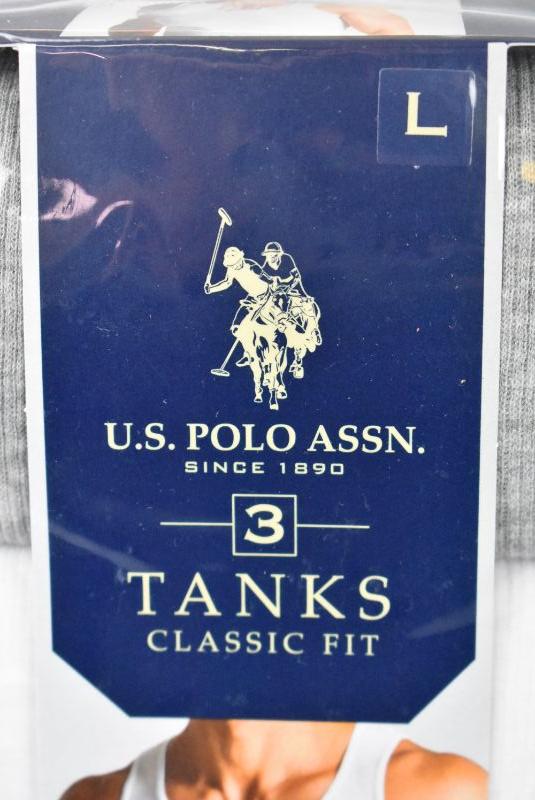 L
U.S. POLO ASSN.
SINCE 1890
3
TANKS
CLASSIC FIT